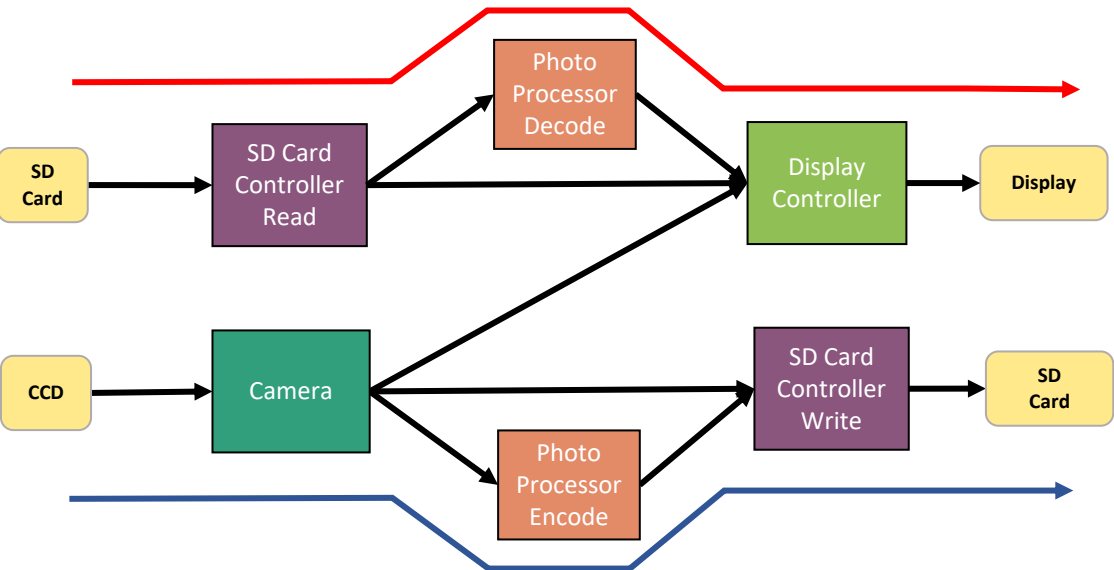 Photo
Processor
Decode
SD
Card
SD Card
Controller
Read
Display
Controller
Display
CCD
Camera
SD Card
Controller
Write
SD
Card
Photo
Processor
Encode